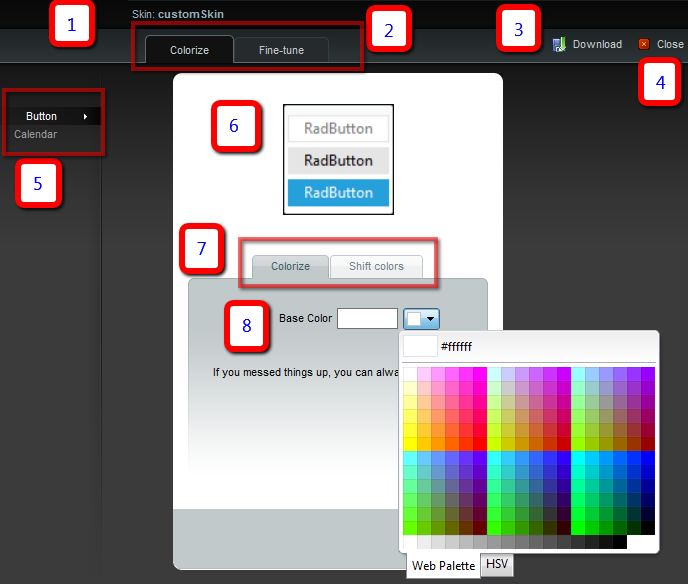 1
Skin: customSkin
2
3
Colorize
Fine-tune
Download
Close
4
Button
Calendar
5
6
RadButton
RadButton
RadButton
7
Colorize
Shift colors
8
Base Color
#ffffff
If you messed things up, you can
Web Palette
HSV